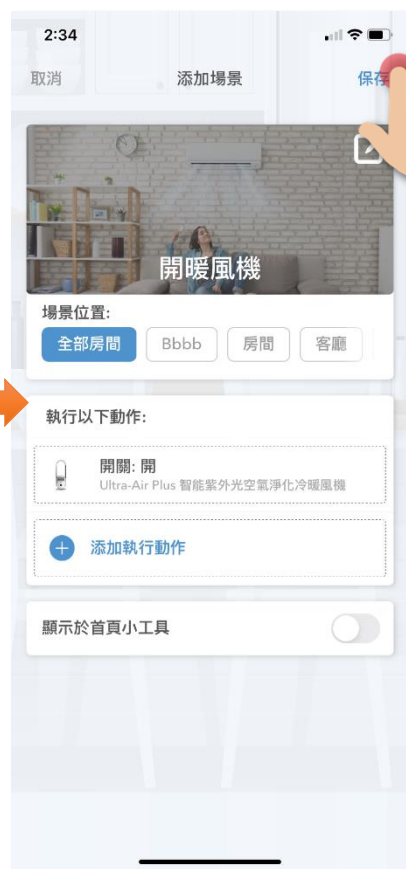 2:34
取消 添加場景 保存
開暖風機
場景位置:
全部房間 Bbbb 房間 客廳
執行以下動作:
開關: 開
Ultra-Air Plus 智能紫外光空氣淨化冷暖風機
添加執行動作
顯示於首頁小工具